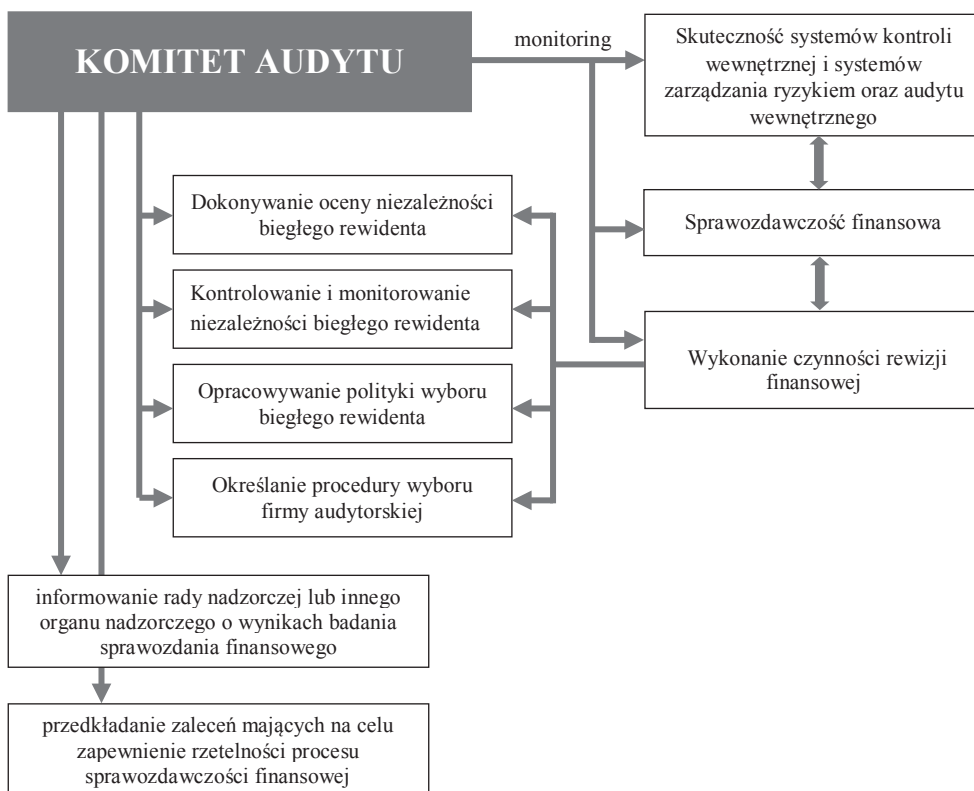 KOMITET AUDYTU
monitoring
Skuteczność systemów kontroli
wewnętrznej i systemów
zarządzania ryzykiem oraz audytu
wewnętrznego
Dokonywanie oceny niezależności
biegłego rewidenta
Sprawozdawczość finansowa
Kontrolowanie i monitorowanie
niezależności biegłego rewidenta
Wykonanie czynności rewizji
finansowej
Opracowywanie polityki wyboru
biegłego rewidenta
Określanie procedury wyboru
firmy audytorskiej
informowanie rady nadzorczej lub innego
organu nadzorczego o wynikach badania
sprawozdania finansowego
przedkładanie zaleceń mających na celu
zapewnienie rzetelności procesu
sprawozdawczości finansowej